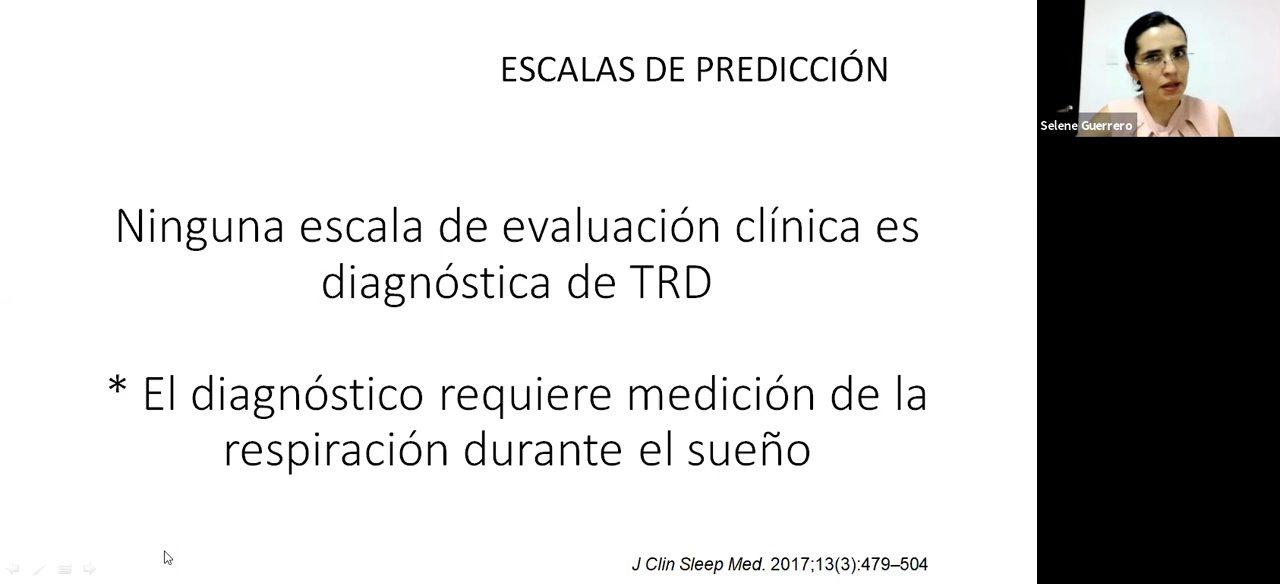 ESCALAS DE PREDICCIÓN
Selene Guerrero
Ninguna escala de evaluación clínica es
diagnóstica de TRD
* El diagnóstico requiere medición de la
respiración durante el sueño
J Clin Sleep Med. 2017;13(3):479–504